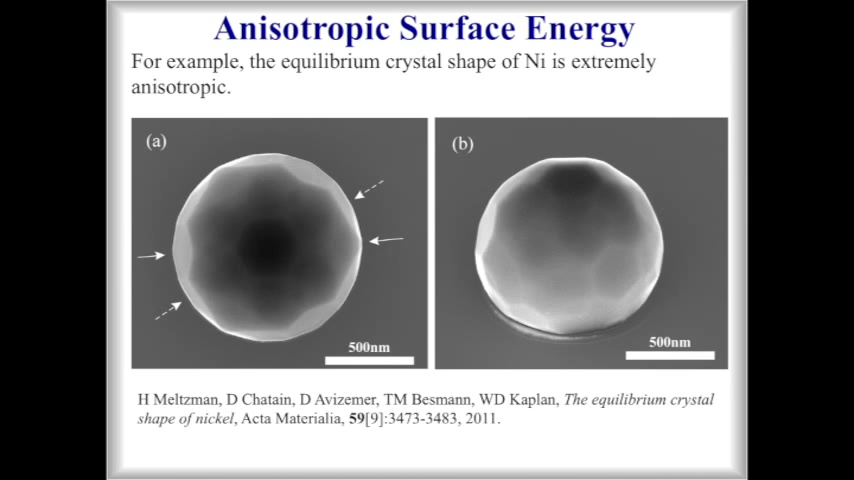 Anisotropic Surface Energy
For example, the equilibrium crystal shape of Ni is extremely
anisotropic.
(a)
(b)
500nm
500nm
H Meltzman, D Chatain, D Avizemer, TM Besmann, WD Kaplan, The equilibrium crystal
shape of nickel, Acta Materialia, 59[9]:3473-3483, 2011.